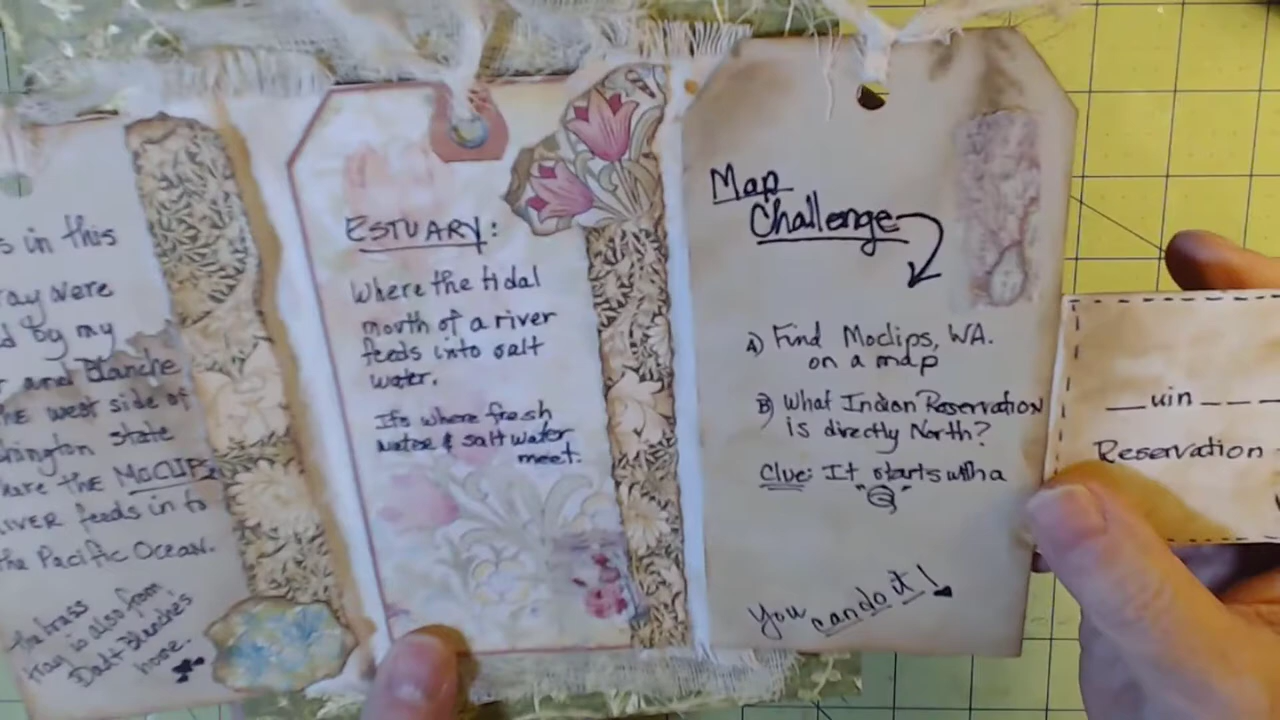 s in this
ray were
d by my
and Blanche
THE west side of
hington state
here THE MOCLIPS
RIVER feeds in to
the Pacific Ocean.
The brass
tray is also from
Dad + Blanche's
home.
ESTUARY:
Where the tidal
mouth of a river
feeds into salt
water.
It's where fresh
water & salt water
meet.
Map
Challenge
A) Find Moclips, WA.
on a map
B) What Indian Reservation
is directly North?
Clue: It starts with a
"Q"
You can do it!
__uin___
Reservation